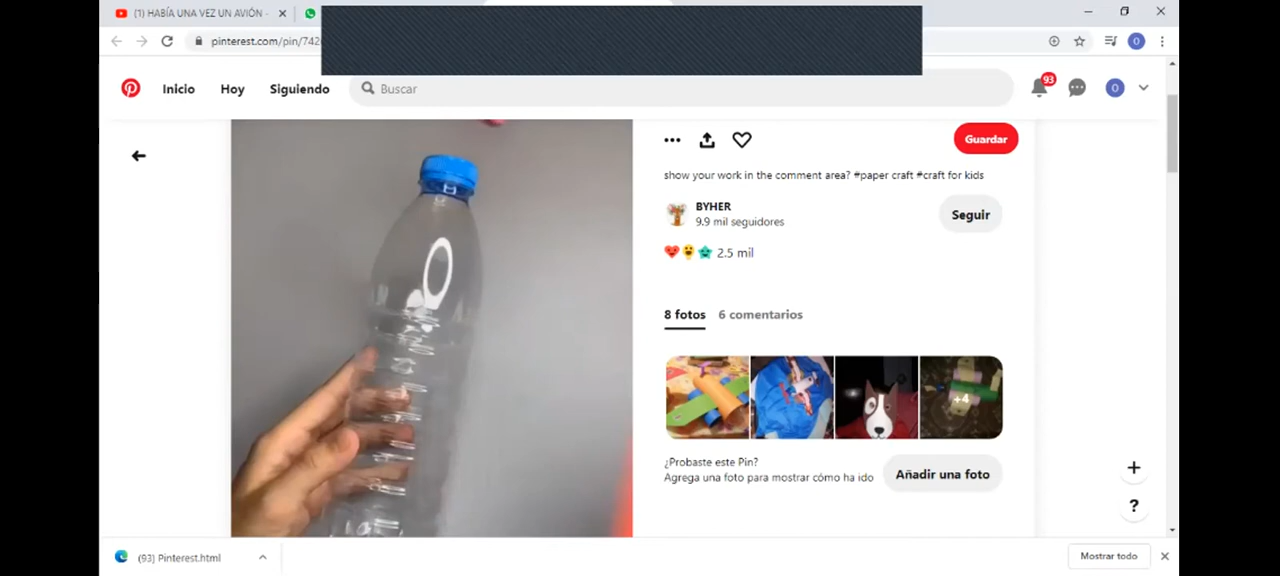 (1) HABÍA UNA VEZ UN AVIÓN -
pinterest.com/pin/742
O
Inicio
Hoy
Siguiendo
Buscar
93
O
Guardar
show your work in the comment area? #paper craft #craft for kids
BYHER
9.9 mil seguidores
Seguir
2.5 mil
8 fotos
6 comentarios
+4
¿Probaste este Pin?
Agrega una foto para mostrar cómo ha ido
Añadir una foto
+
?
(93) Pinterest.html
Mostrar todo